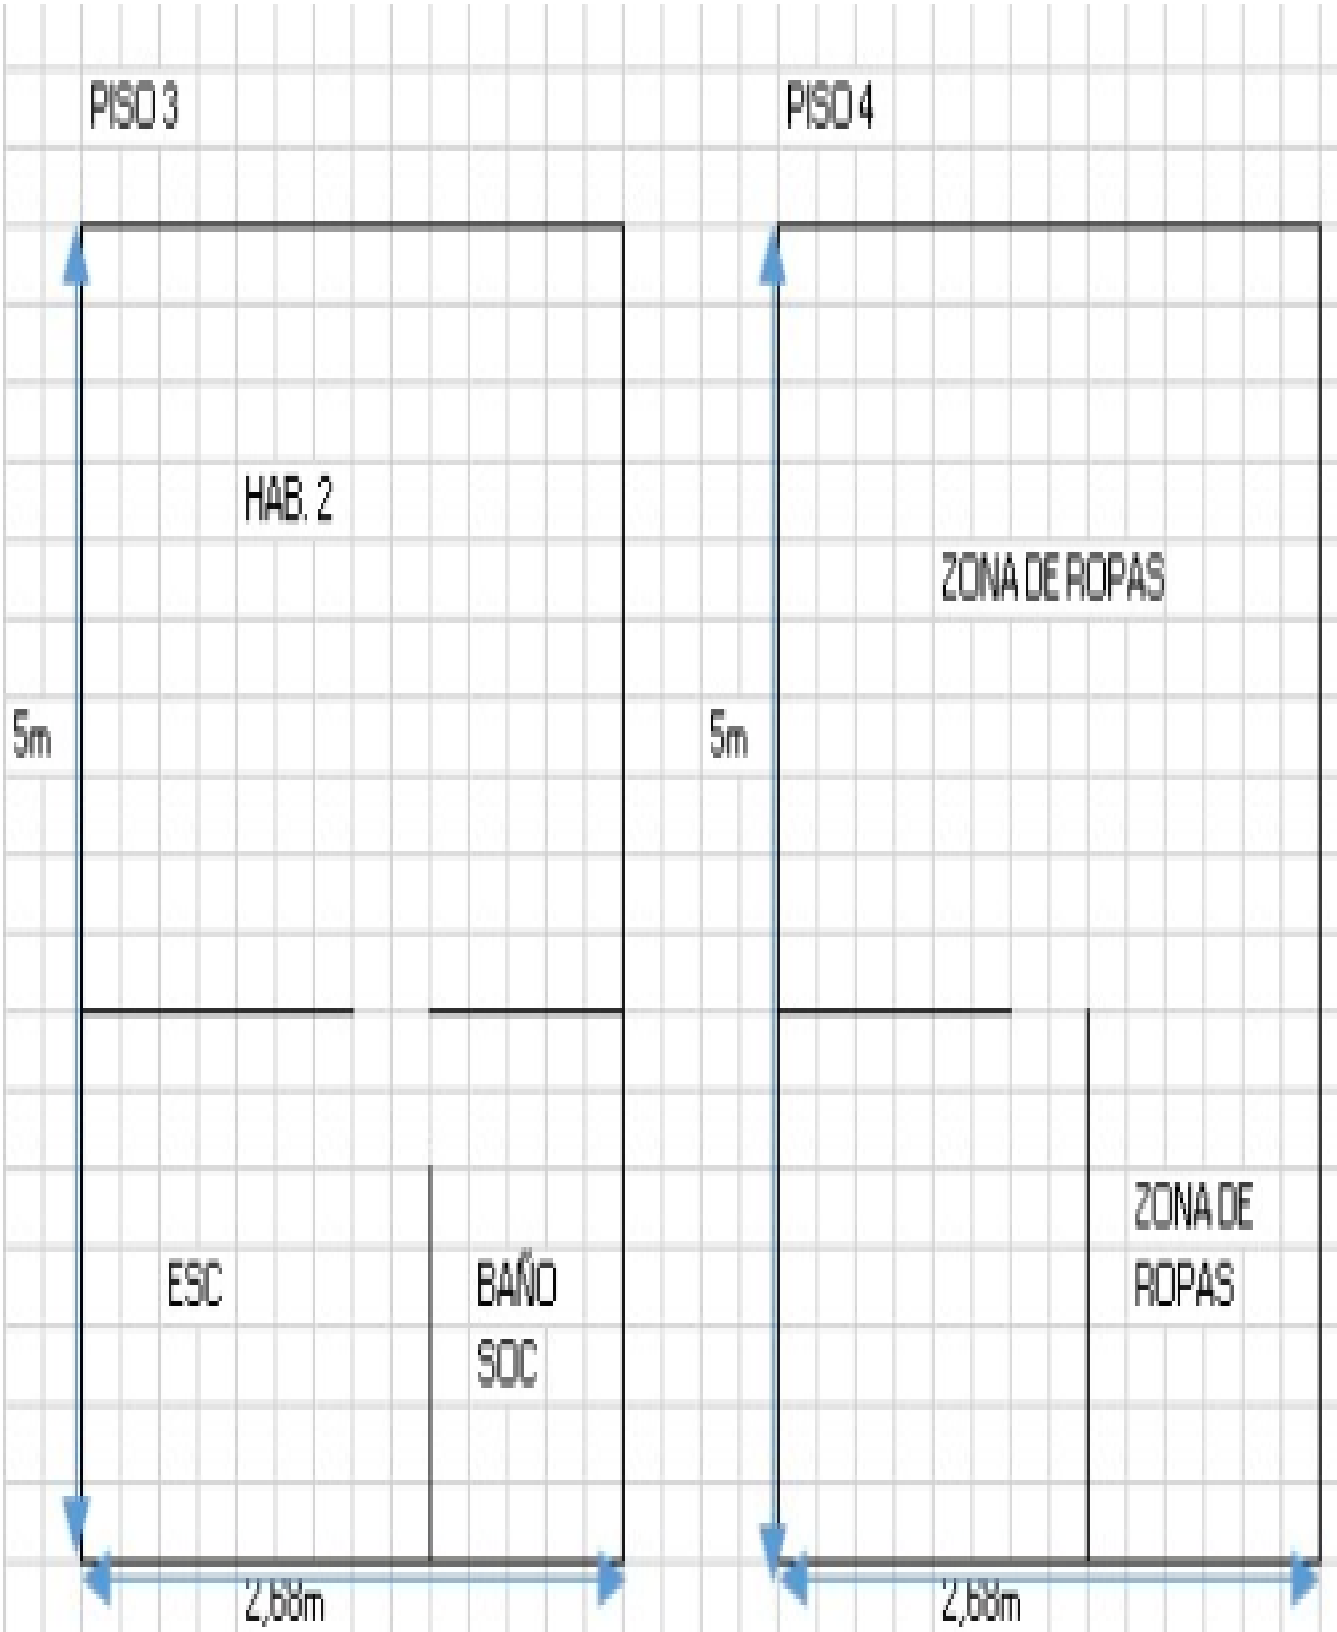 PISO 3
PISO 4
HAB. 2
ZONA DE ROPAS
5m
5m
ZONA DE
ROPAS
ESC
BAÑO
SOC
2,68m
2,68m